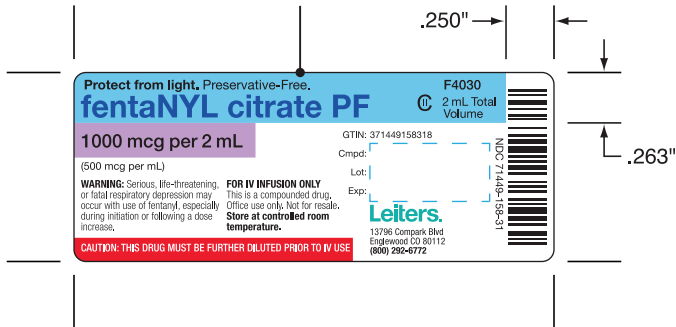 .250"
Protect from light. Preservative-Free.
fentaNYL citrate PF
F4030
CII
2 mL Total
Volume
1000 mcg per 2 mL
(500 mcg per mL)
.263"
WARNING: Serious, life-threatening,
or fatal respiratory depression may
occur with use of fentanyl, especially
during initiation or following a dose
increase.
FOR IV INFUSION ONLY
This is a compounded drug.
Office use only. Not for resale.
Store at controlled room
temperature.
GTIN: 371449158318
Cmpd:
Lot:
Exp:
Leiters.
13796 Compark Blvd
Englewood CO 80112
(800) 292-6772
NDC 71449-158-31
CAUTION: THIS DRUG MUST BE FURTHER DILUTED PRIOR TO IV USE